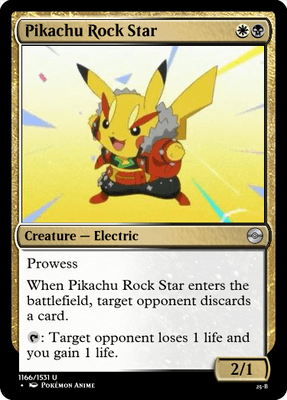 Pikachu Rock Star
Creature — Electric
Prowess
When Pikachu Rock Star enters the
battlefield, target opponent discards
a card.
: Target opponent loses 1 life and
you gain 1 life.
2/1
1166/1531 U
• Pokémon Anime